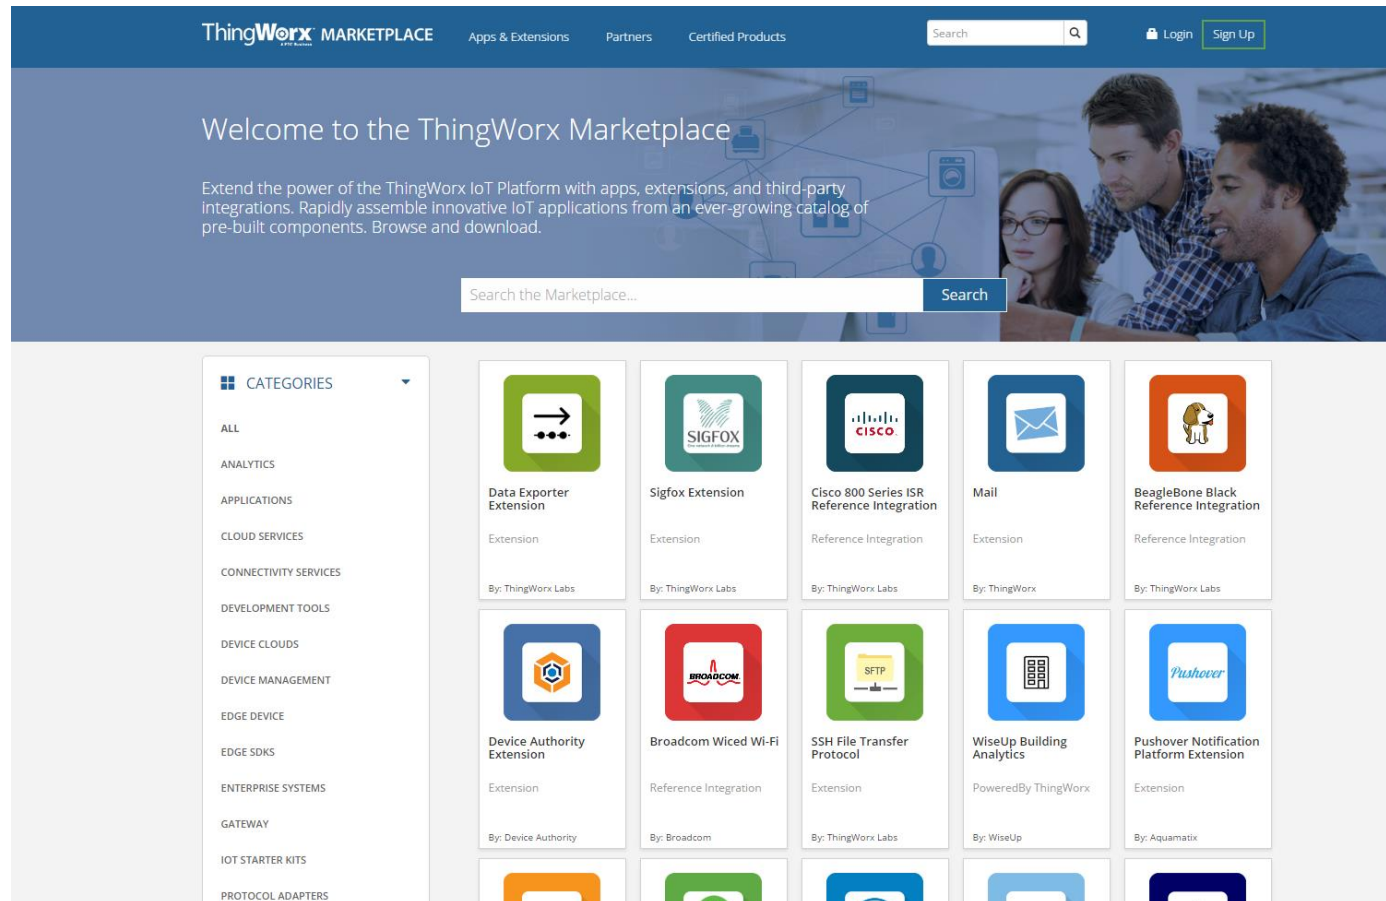 ThingWorx MARKETPLACE
A PTC Business
Apps & Extensions
Partners
Certified Products
Search
Login
Sign Up
Welcome to the ThingWorx Marketplace
Extend the power of the ThingWorx IoT Platform with apps, extensions, and third-party
integrations. Rapidly assemble innovative IoT applications from an ever-growing catalog of
pre-built components. Browse and download.
Search the Marketplace...
Search
CATEGORIES
ALL
ANALYTICS
APPLICATIONS
CLOUD SERVICES
CONNECTIVITY SERVICES
DEVELOPMENT TOOLS
DEVICE CLOUDS
DEVICE MANAGEMENT
EDGE DEVICE
EDGE SDKS
ENTERPRISE SYSTEMS
GATEWAY
IOT STARTER KITS
PROTOCOL ADAPTERS
Data Exporter
Extension
Extension
By: ThingWorx Labs
SIGFOX
Sigfox Extension
Extension
By: ThingWorx Labs
CISCO
Cisco 800 Series ISR
Reference Integration
Reference Integration
By: ThingWorx Labs
Mail
Extension
By: ThingWorx
BeagleBone Black
Reference Integration
Reference Integration
By: ThingWorx Labs
Device Authority
Extension
Extension
By: Device Authority
BROADCOM
Broadcom Wiced Wi-Fi
Reference Integration
By: Broadcom
SFTP
SSH File Transfer
Protocol
Extension
By: ThingWorx Labs
WiseUp Building
Analytics
PoweredBy ThingWorx
By: WiseUp
Pushover
Pushover Notification
Platform Extension
Extension
By: Aquamatix